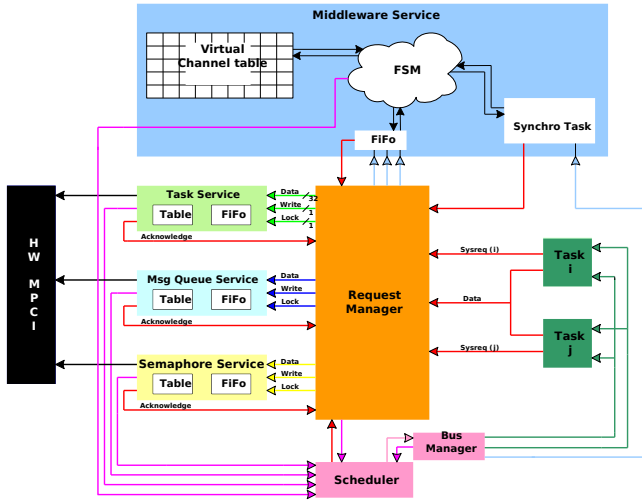 Middleware Service
Virtual
Channel table
FSM
FiFo
Synchro Task
Task Service
Table
FiFo
Data
32
Write
1
Lock
1
Acknowledge
HW MPCI
Msg Queue Service
Table
FiFo
Data
Write
Lock
Acknowledge
Request
Manager
Sysreq (i)
Data
Sysreq (j)
Task
i
Task
j
Semaphore Service
Table
FiFo
Data
Write
Lock
Acknowledge
Bus
Manager
Scheduler